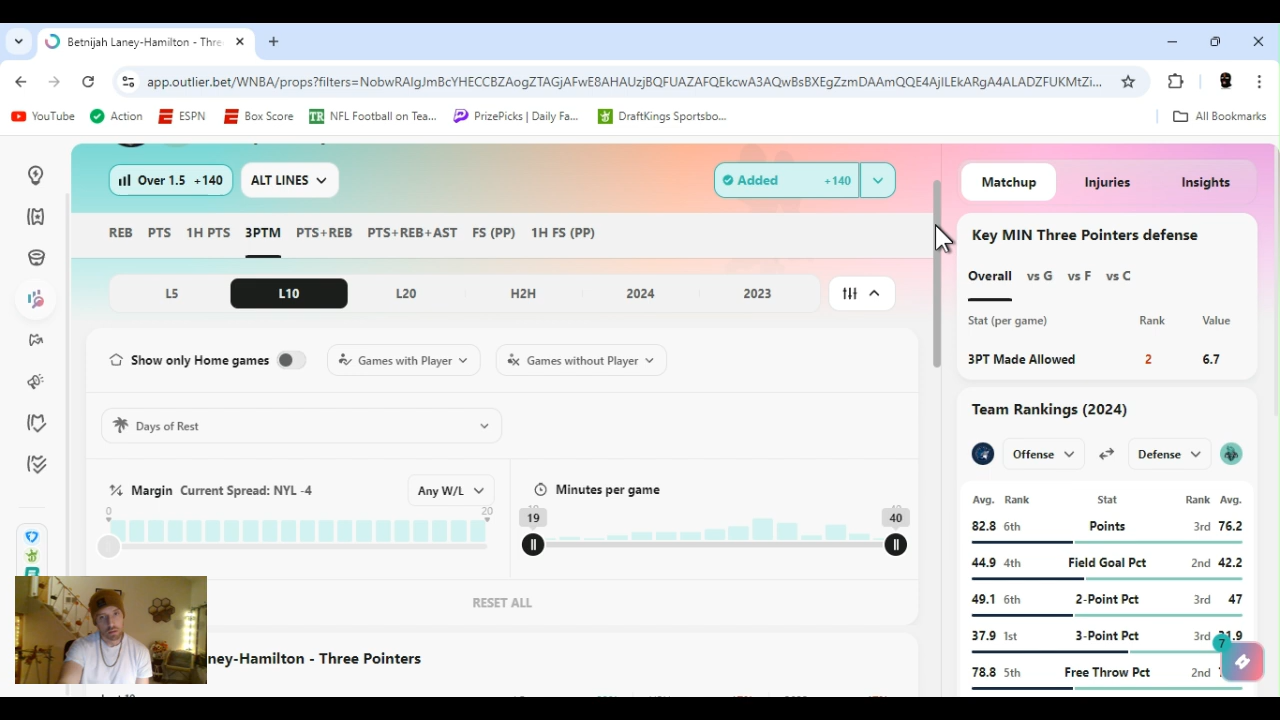 Betnijah Laney-Hamilton - Thre
app.outlier.bet/WNBA/props?filters=NobwRAlgJmBcYHECCBZAogZTAGjAFwE8AHAUzjBQFUAZAFQEkcwA3AQwBsBXEgZzmDAAmQQE4AjILEkARgA4ALADZFUKMtZi...
YouTube Action ESPN Box Score NFL Football on Tea... PrizePicks | Daily Fa... DraftKings Sportsbo... All Bookmarks
Over 1.5 +140 ALT LINES Added +140
REB PTS 1H PTS 3PTM PTS+REB PTS+REB+AST FS (PP) 1H FS (PP)
L5 L10 L20 H2H 2024 2023
Show only Home games Games with Player Games without Player
Days of Rest
Margin Current Spread: NYL -4 Any W/L
0 20
Minutes per game
19 40
RESET ALL
ney-Hamilton - Three Pointers
Matchup Injuries Insights
Key MIN Three Pointers defense
Overall vs G vs F vs C
Stat (per game) Rank Value
3PT Made Allowed 2 6.7
Team Rankings (2024)
Offense Defense
Avg. Rank Stat Rank Avg.
82.8 6th Points 3rd 76.2
44.9 4th Field Goal Pct 2nd 42.2
49.1 6th 2-Point Pct 3rd 47
37.9 1st 3-Point Pct 3rd 31.9
7
78.8 5th Free Throw Pct 2nd